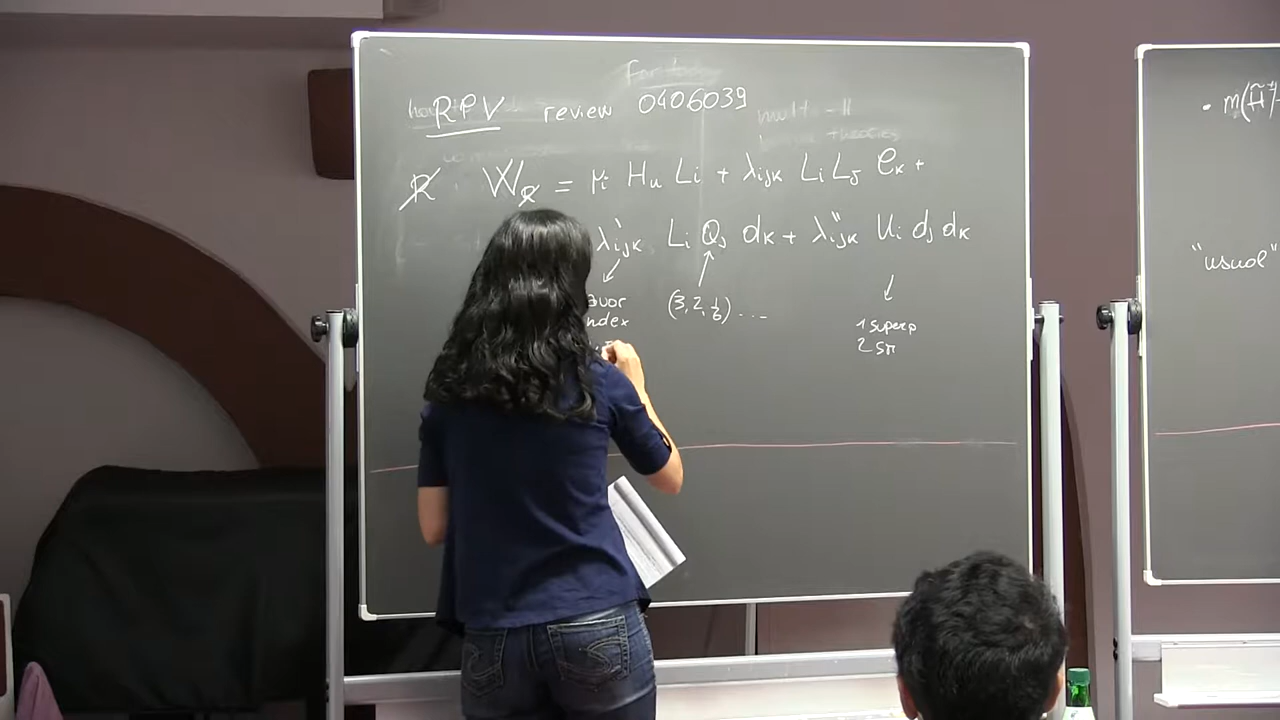 RPV review 0406039
R̸ W_R̸ = μi Hu Li + λijk Li Lj ek +
λ'ijk Li Qj dk + λ''ijk Ui dj dk
(3, 2, 1/6) ...
1 superp
2 SM
• m(H̃⁺)
"usual"